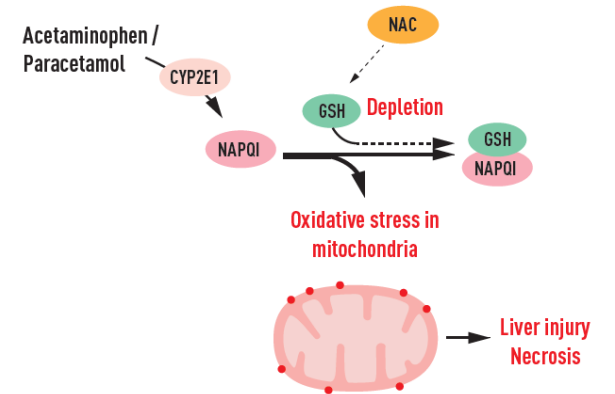 Acetaminophen /
Paracetamol
NAC
CYP2E1
GSH
Depletion
NAPQI
GSH
NAPQI
Oxidative stress in
mitochondria
Liver injury
Necrosis